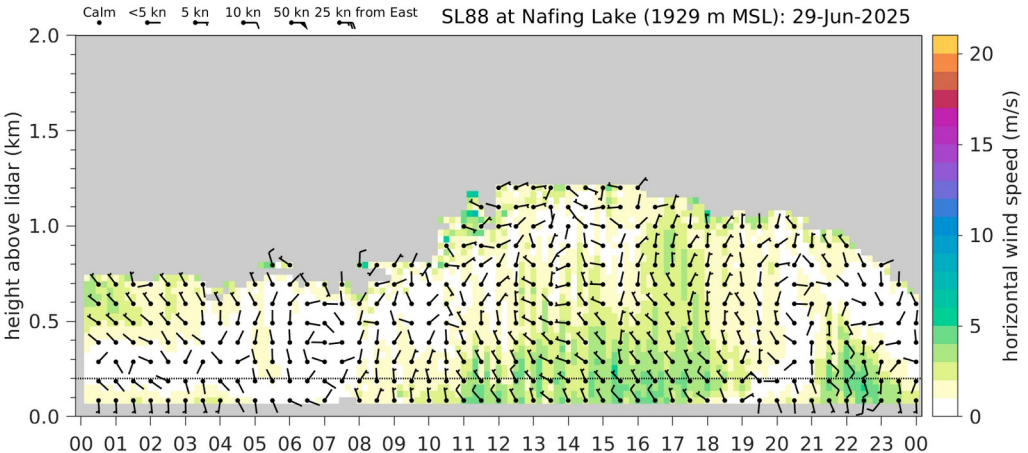 Calm <5 kn 5 kn 10 kn 50 kn 25 kn from East
SL88 at Nafing Lake (1929 m MSL): 29-Jun-2025
height above lidar (km)
2.0
1.5
1.0
0.5
0.0
00 01 02 03 04 05 06 07 08 09 10 11 12 13 14 15 16 17 18 19 20 21 22 23 00
20
15
10
5
0
horizontal wind speed (m/s)